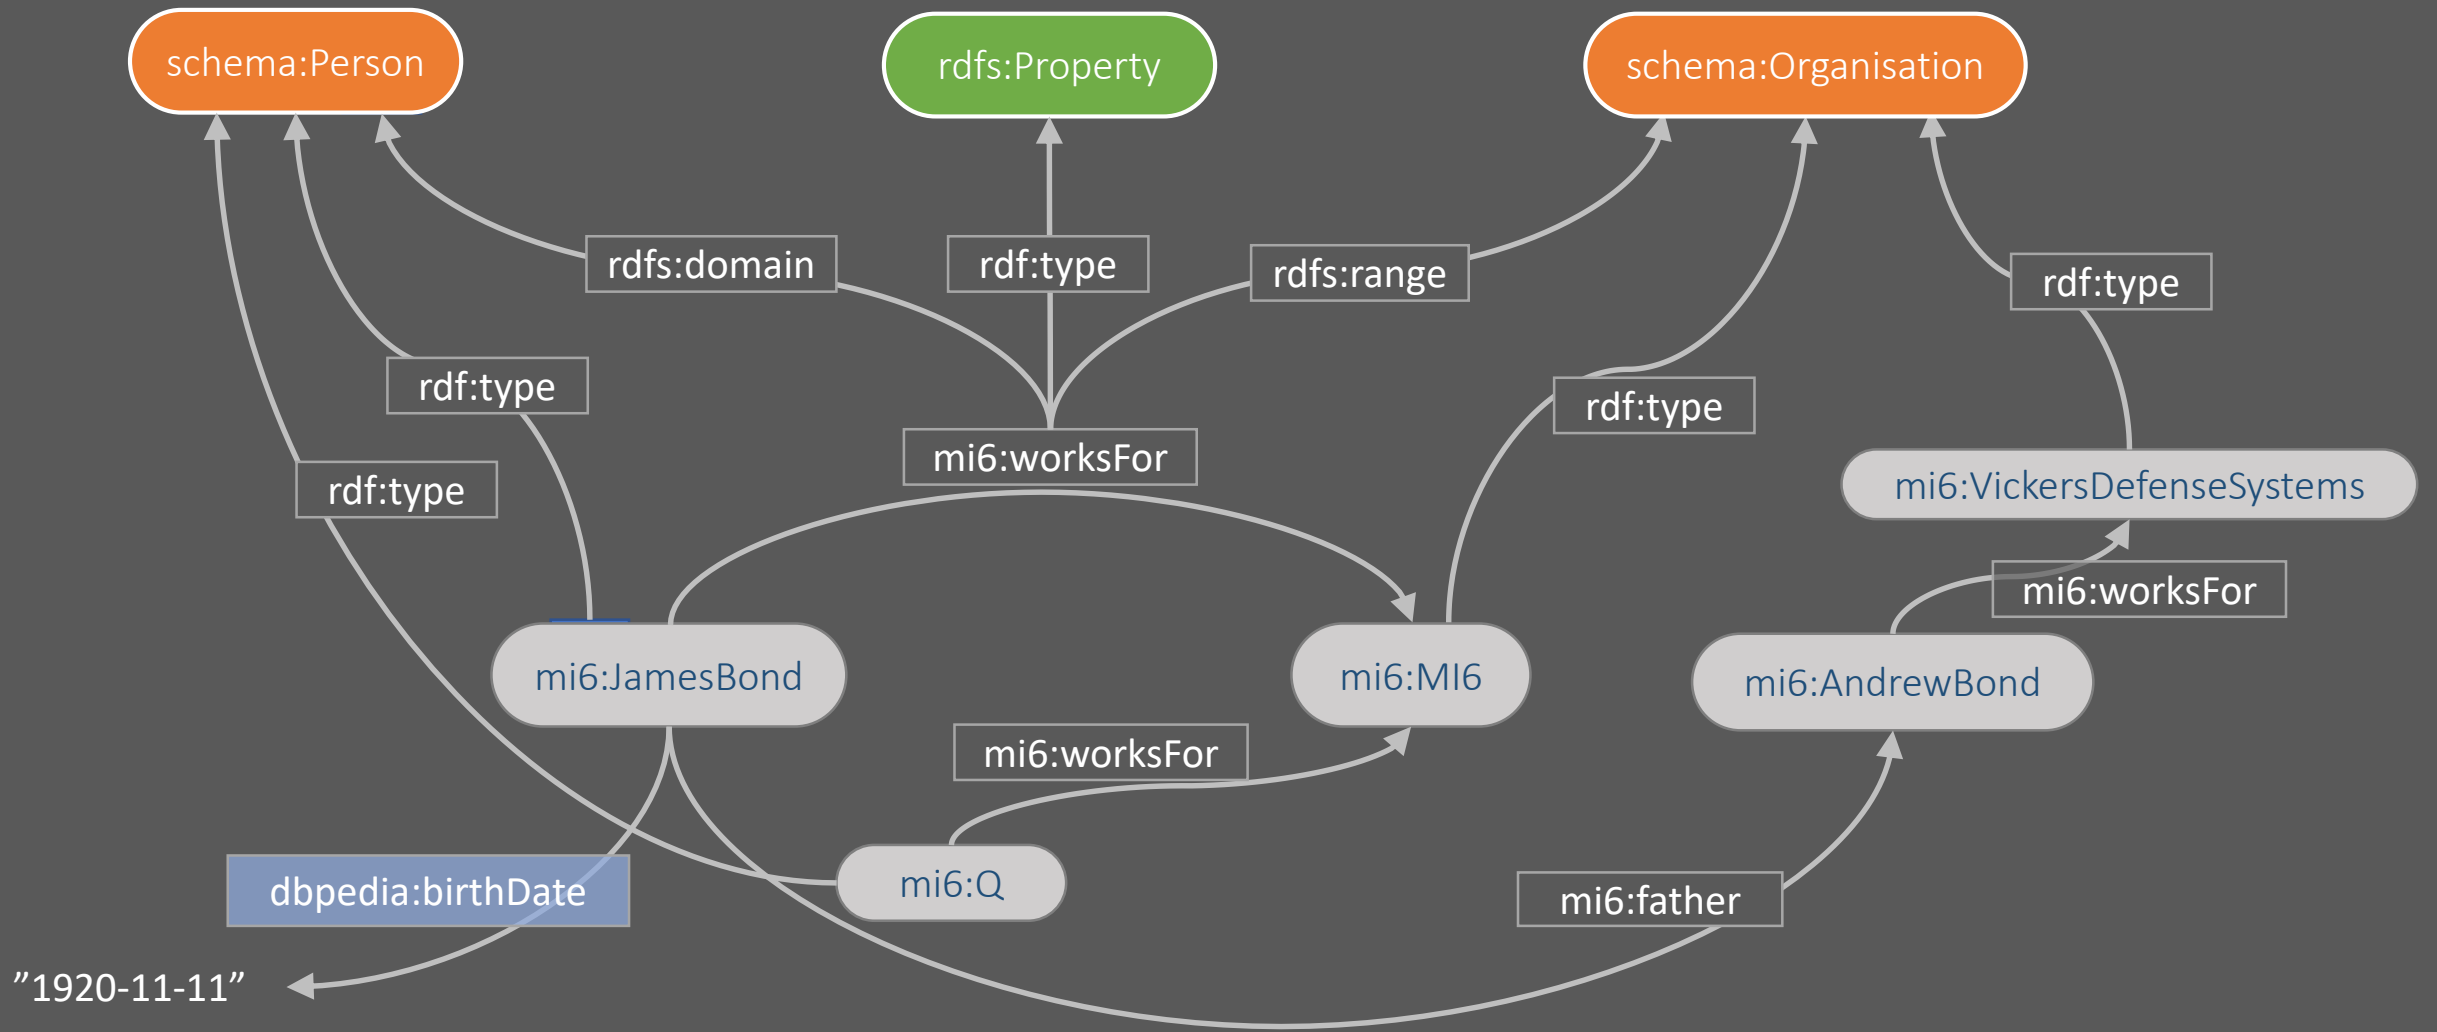 schema:Person
rdfs:Property
schema:Organisation
rdfs:domain
rdf:type
rdfs:range
rdf:type
rdf:type
rdf:type
mi6:worksFor
rdf:type
mi6:VickersDefenseSystems
mi6:worksFor
mi6:JamesBond
mi6:MI6
mi6:AndrewBond
mi6:worksFor
dbpedia:birthDate
mi6:Q
mi6:father
”1920-11-11”